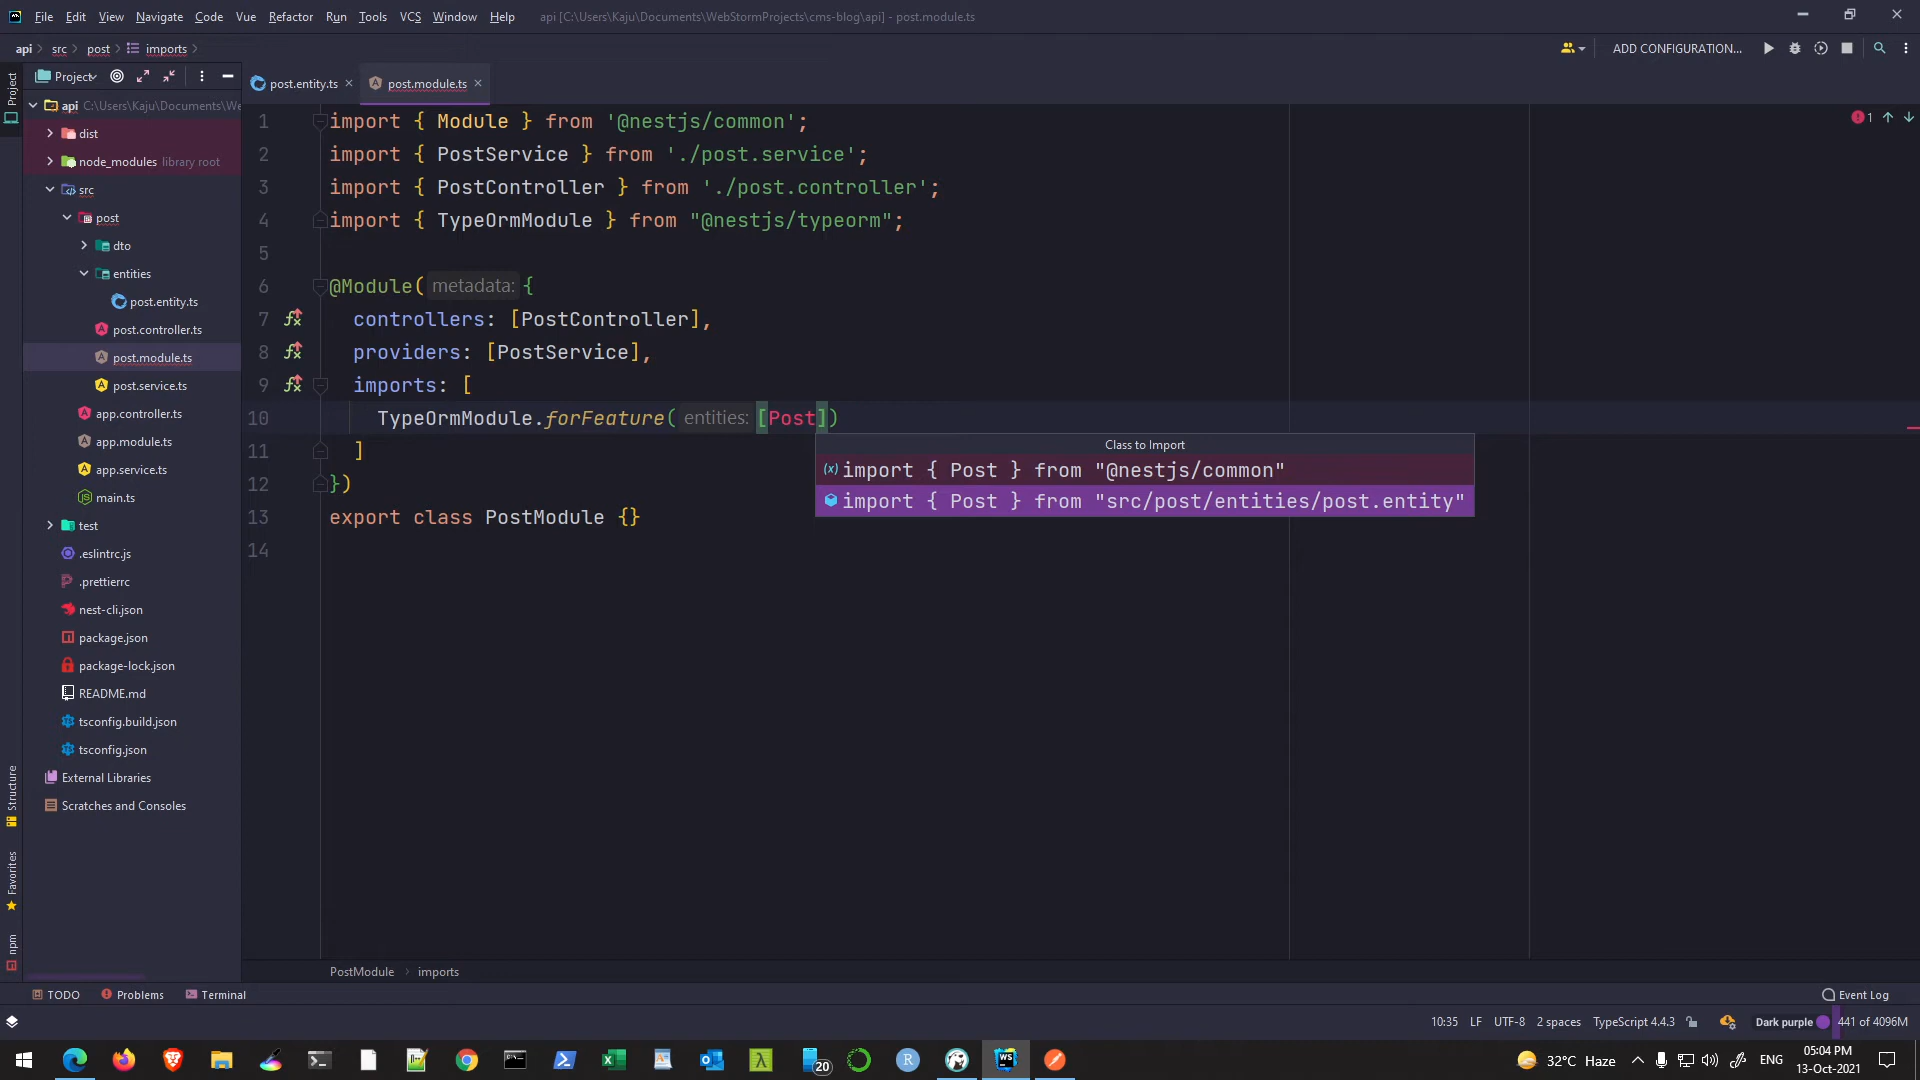 File Edit View Navigate Code Vue Refactor Run Tools VCS Window Help api [C:\Users\Kaju\Documents\WebStormProjects\cms-blog\api] - post.module.ts
api src post imports
ADD CONFIGURATION...
Project
Project
post.entity.ts
post.module.ts
api C:\Users\Kaju\Documents\We
dist
node_modules library root
src
post
dto
entities
post.entity.ts
post.controller.ts
post.module.ts
post.service.ts
app.controller.ts
app.module.ts
app.service.ts
main.ts
test
.eslintrc.js
.prettierrc
nest-cli.json
package.json
package-lock.json
README.md
tsconfig.build.json
tsconfig.json
External Libraries
Scratches and Consoles
Structure
Favorites
npm
1 import { Module } from '@nestjs/common';
2 import { PostService } from './post.service';
3 import { PostController } from './post.controller';
4 import { TypeOrmModule } from "@nestjs/typeorm";
5
6 @Module( metadata: {
7 controllers: [PostController],
8 providers: [PostService],
9 imports: [
10 TypeOrmModule.forFeature( entities: [Post])
11 ]
12 })
13 export class PostModule {}
14
1
Class to Import
import { Post } from "@nestjs/common"
import { Post } from "src/post/entities/post.entity"
PostModule imports
TODO Problems Terminal
Event Log
10:35 LF UTF-8 2 spaces TypeScript 4.4.3 Dark purple 441 of 4096M
20
32°C Haze
ENG
05:04 PM
13-Oct-2021